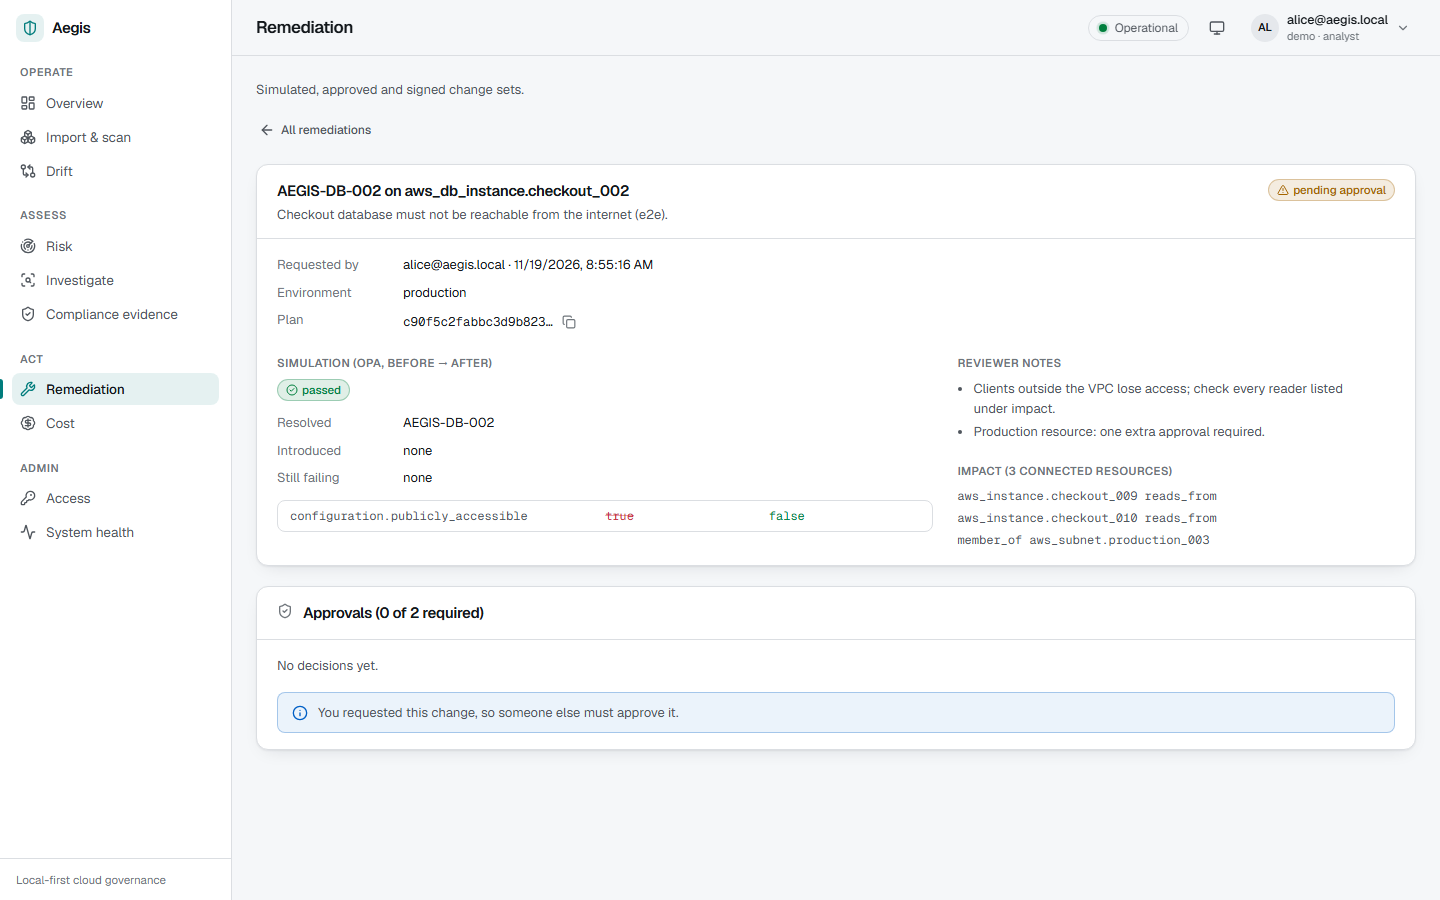 Aegis
OPERATE
Overview
Import & scan
Drift
ASSESS
Risk
Investigate
Compliance evidence
ACT
Remediation
Cost
ADMIN
Access
System health
Local-first cloud governance
Remediation
Operational
AL
alice@aegis.local
demo · analyst
Simulated, approved and signed change sets.
All remediations
AEGIS-DB-002 on aws_db_instance.checkout_002
pending approval
Checkout database must not be reachable from the internet (e2e).
Requested by alice@aegis.local · 11/19/2026, 8:55:16 AM
Environment production
Plan c90f5c2fabbc3d9b823…
SIMULATION (OPA, BEFORE → AFTER)
passed
Resolved AEGIS-DB-002
Introduced none
Still failing none
configuration.publicly_accessible true false
REVIEWER NOTES
• Clients outside the VPC lose access; check every reader listed
under impact.
• Production resource: one extra approval required.
IMPACT (3 CONNECTED RESOURCES)
aws_instance.checkout_009 reads_from
aws_instance.checkout_010 reads_from
member_of aws_subnet.production_003
Approvals (0 of 2 required)
No decisions yet.
You requested this change, so someone else must approve it.